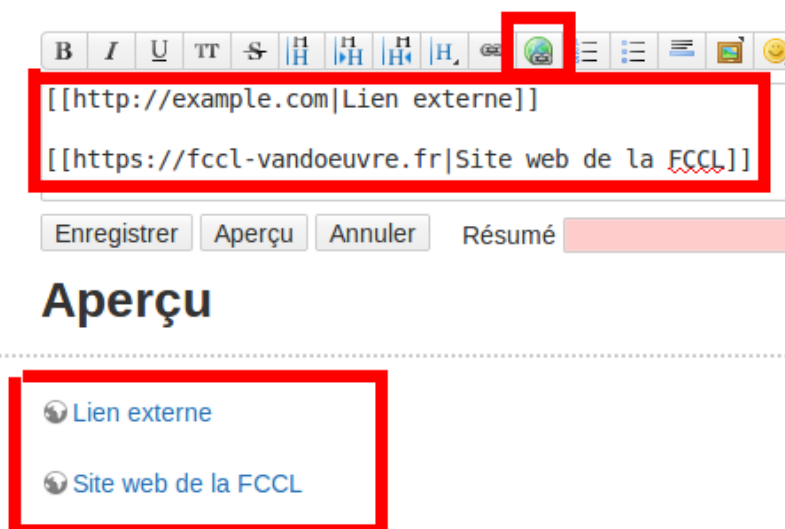 B I U TT S H H H H
[[http://example.com|Lien externe]]
[[https://fccl-vandoeuvre.fr|Site web de la FCCL]]
Enregistrer Aperçu Annuler Résumé
Aperçu
Lien externe
Site web de la FCCL